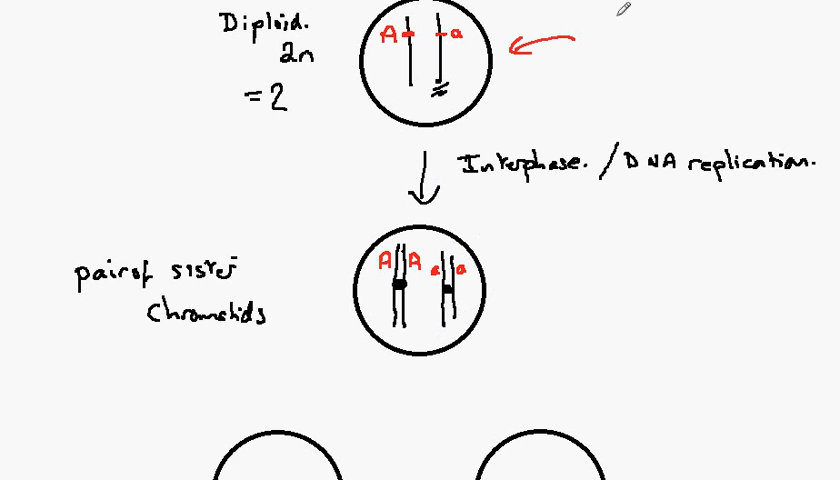 Diploid.
2n
= 2
A a
Interphase. / DNA replication.
A A a a
pair of sister
Chromatids